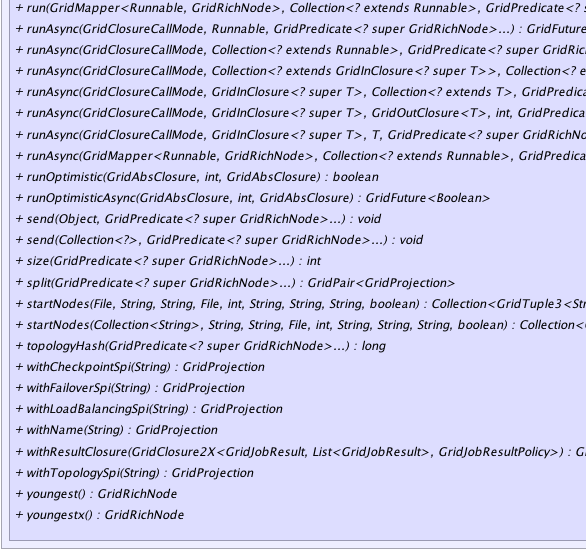 + run(GridMapper<Runnable, GridRichNode>, Collection<? extends Runnable>, GridPredicate<? s
+ runAsync(GridClosureCallMode, Runnable, GridPredicate<? super GridRichNode>...) : GridFuture
+ runAsync(GridClosureCallMode, Collection<? extends Runnable>, GridPredicate<? super GridRic
+ runAsync(GridClosureCallMode, Collection<? extends GridInClosure<? super T>>, Collection<? e
+ runAsync(GridClosureCallMode, GridInClosure<? super T>, Collection<? extends T>, GridPredica
+ runAsync(GridClosureCallMode, GridInClosure<? super T>, GridOutClosure<T>, int, GridPredica
+ runAsync(GridClosureCallMode, GridInClosure<? super T>, T, GridPredicate<? super GridRichNo
+ runAsync(GridMapper<Runnable, GridRichNode>, Collection<? extends Runnable>, GridPredica
+ runOptimistic(GridAbsClosure, int, GridAbsClosure) : boolean
+ runOptimisticAsync(GridAbsClosure, int, GridAbsClosure) : GridFuture<Boolean>
+ send(Object, GridPredicate<? super GridRichNode>...) : void
+ send(Collection<?>, GridPredicate<? super GridRichNode>...) : void
+ size(GridPredicate<? super GridRichNode>...) : int
+ split(GridPredicate<? super GridRichNode>...) : GridPair<GridProjection>
+ startNodes(File, String, String, File, int, String, String, String, boolean) : Collection<GridTuple3<Str
+ startNodes(Collection<String>, String, String, File, int, String, String, String, boolean) : Collection<
+ topologyHash(GridPredicate<? super GridRichNode>...) : long
+ withCheckpointSpi(String) : GridProjection
+ withFailoverSpi(String) : GridProjection
+ withLoadBalancingSpi(String) : GridProjection
+ withName(String) : GridProjection
+ withResultClosure(GridClosure2X<GridJobResult, List<GridJobResult>, GridJobResultPolicy>) : G
+ withTopologySpi(String) : GridProjection
+ youngest() : GridRichNode
+ youngestx() : GridRichNode